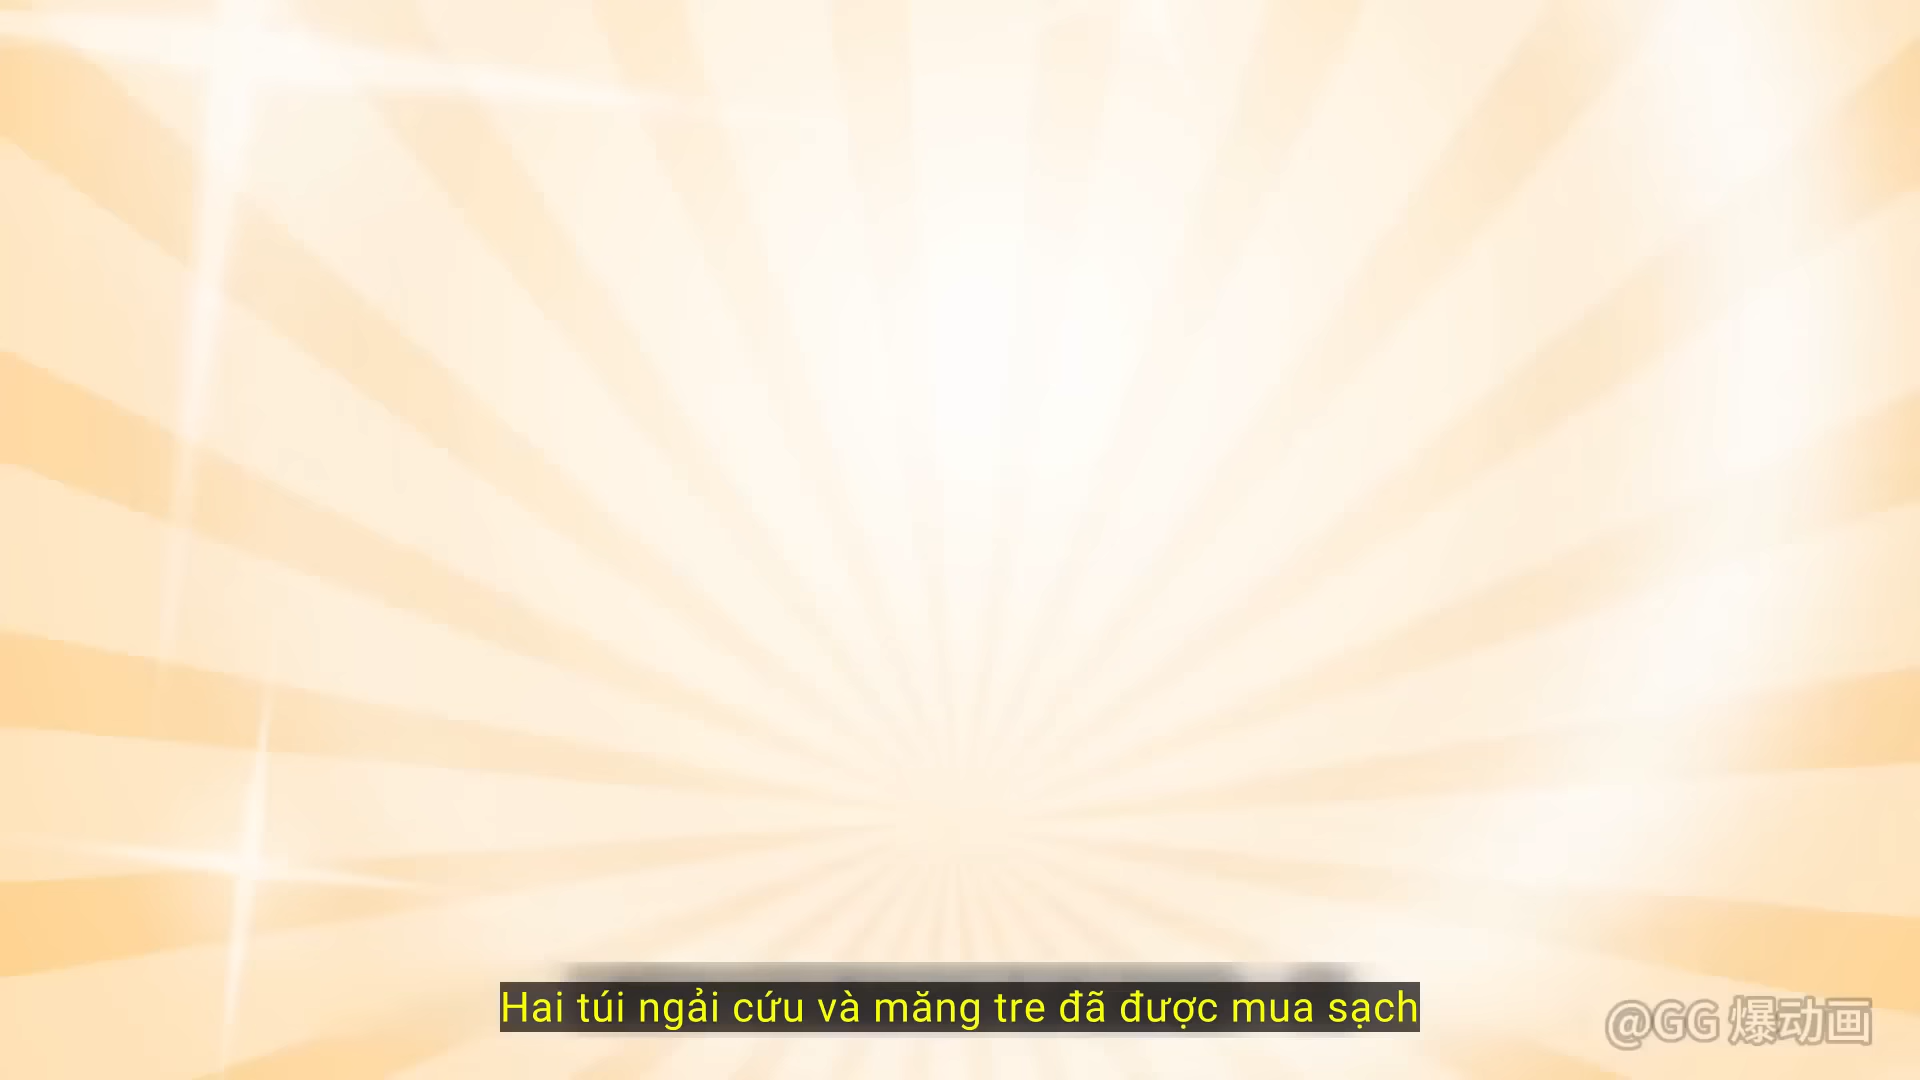 Hai túi ngải cứu và măng tre đã được mua sạch
@GG 爆动画